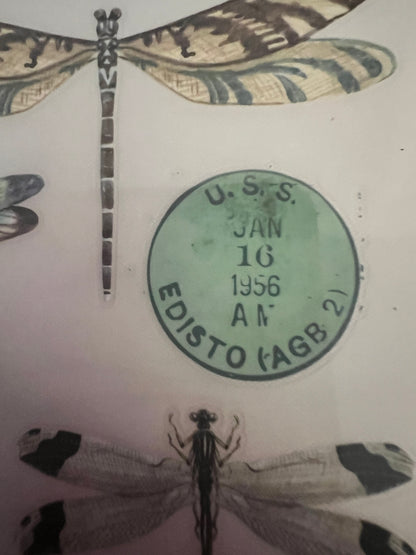 U.S.S.
JAN
16
1956
AM
EDISTO (AGB 2)